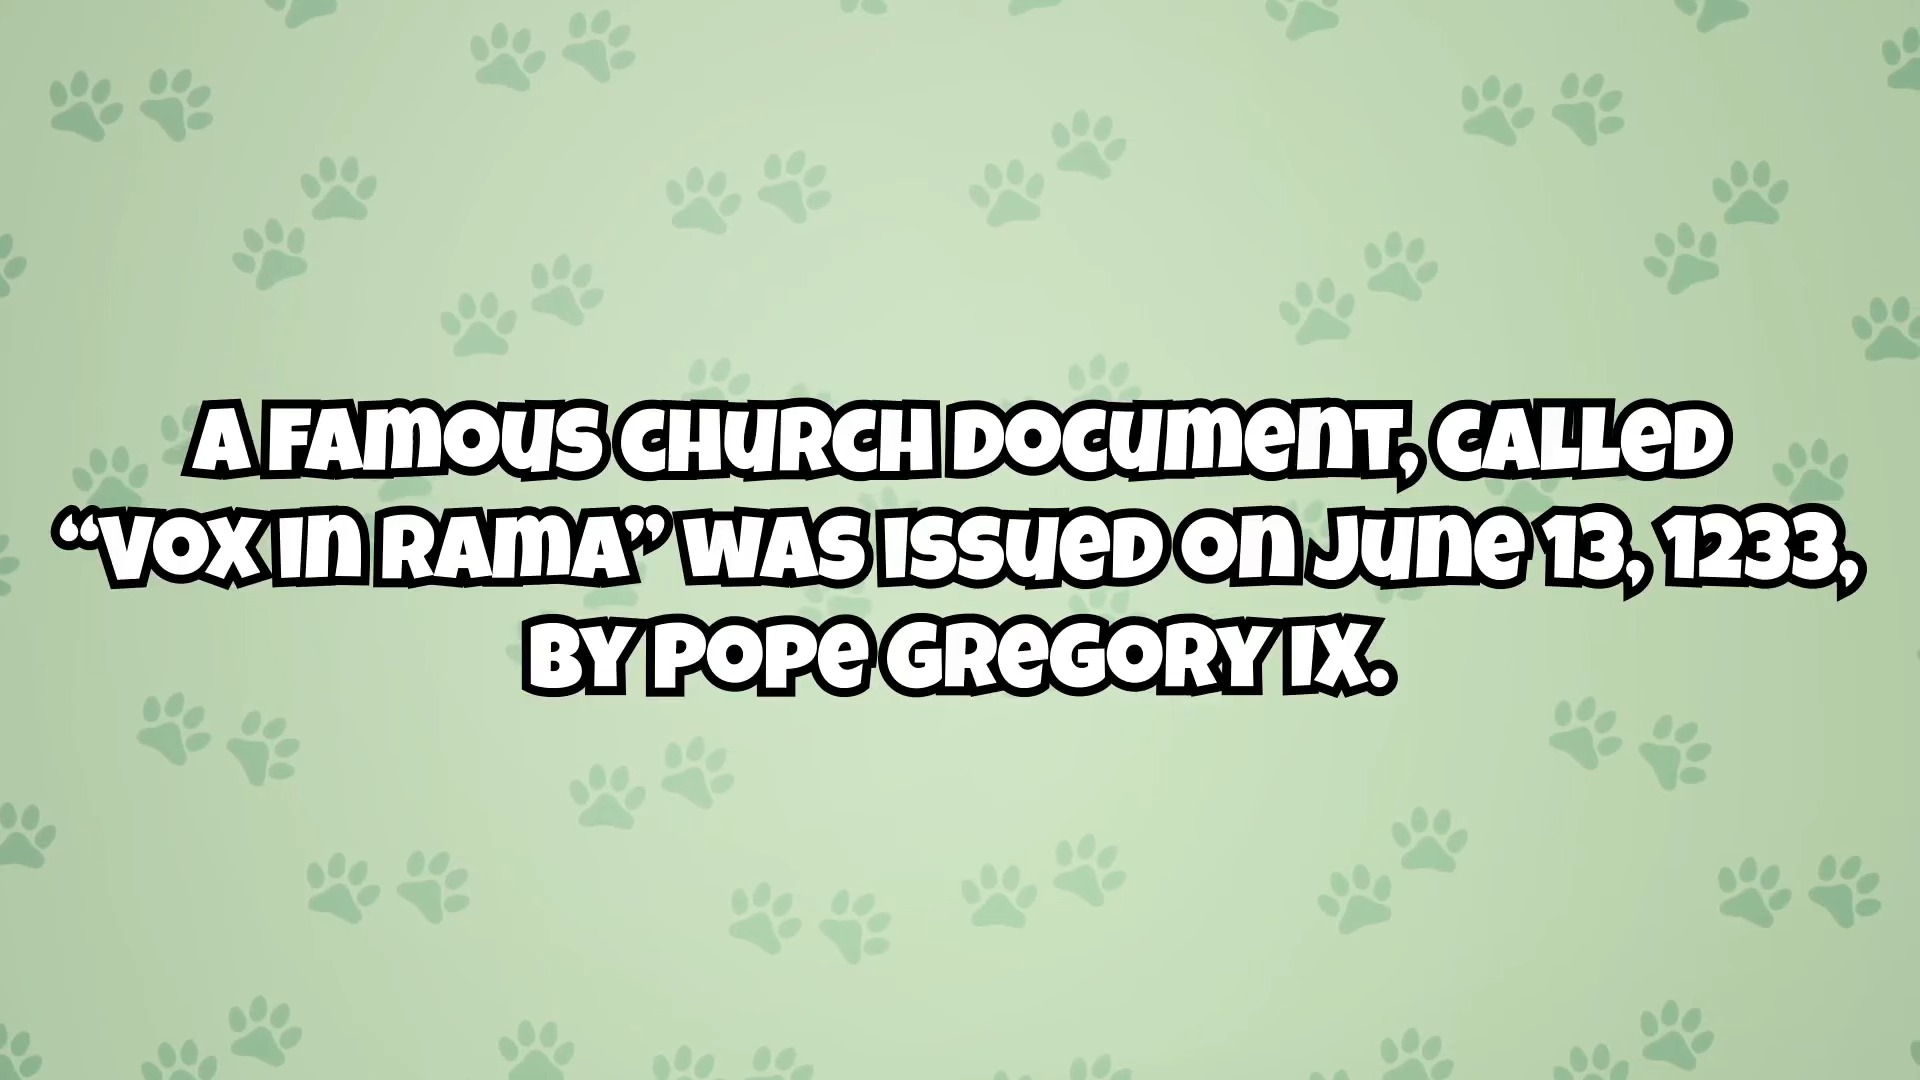 A FAMOUS CHURCH DOCUMENT, CALLED
“VOX IN RAMA” WAS ISSUED ON JUNE 13, 1233,
BY POPE GREGORY IX.